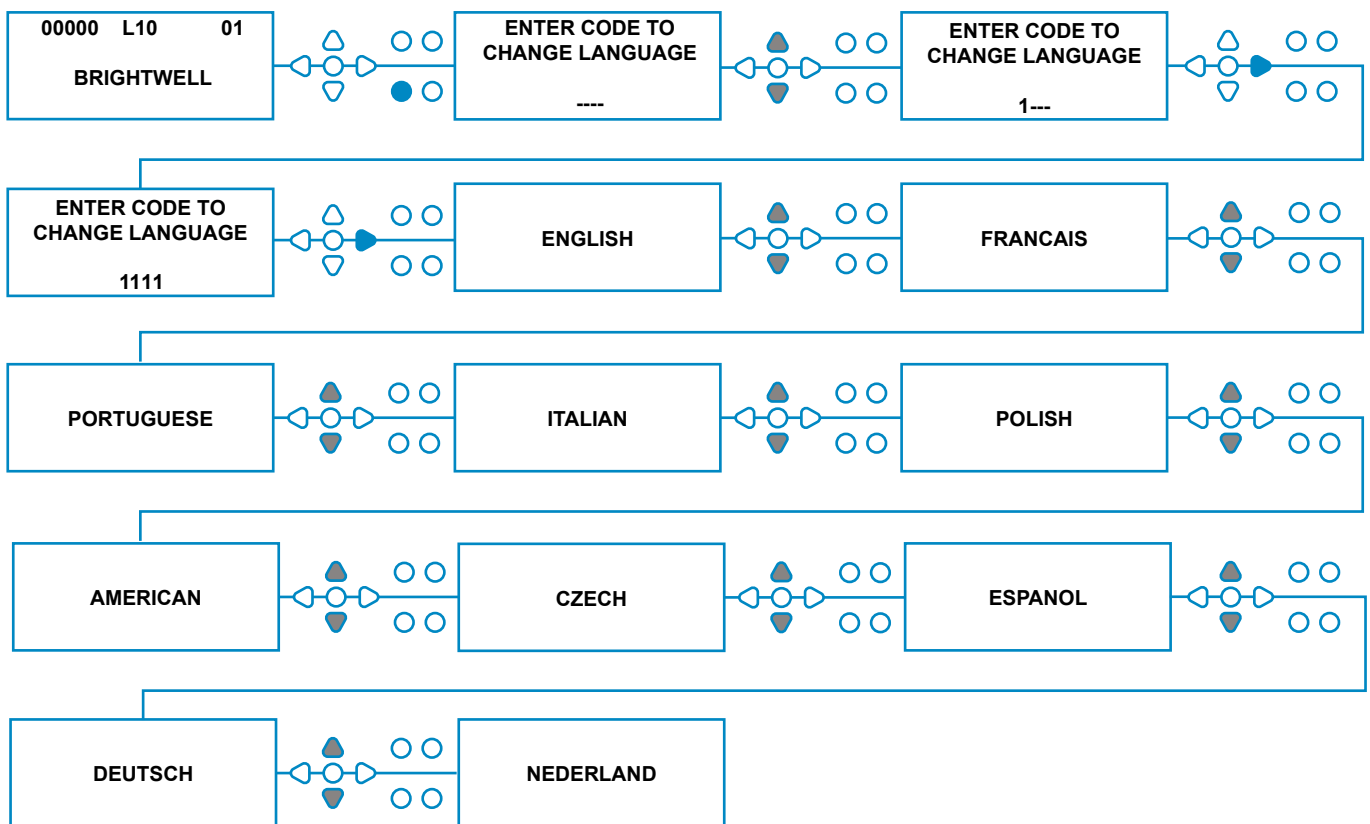 00000 L10 01
BRIGHTWELL
ENTER CODE TO
CHANGE LANGUAGE
----
ENTER CODE TO
CHANGE LANGUAGE
1---
ENTER CODE TO
CHANGE LANGUAGE
1111
ENGLISH
FRANCAIS
PORTUGUESE
ITALIAN
POLISH
AMERICAN
CZECH
ESPANOL
DEUTSCH
NEDERLAND